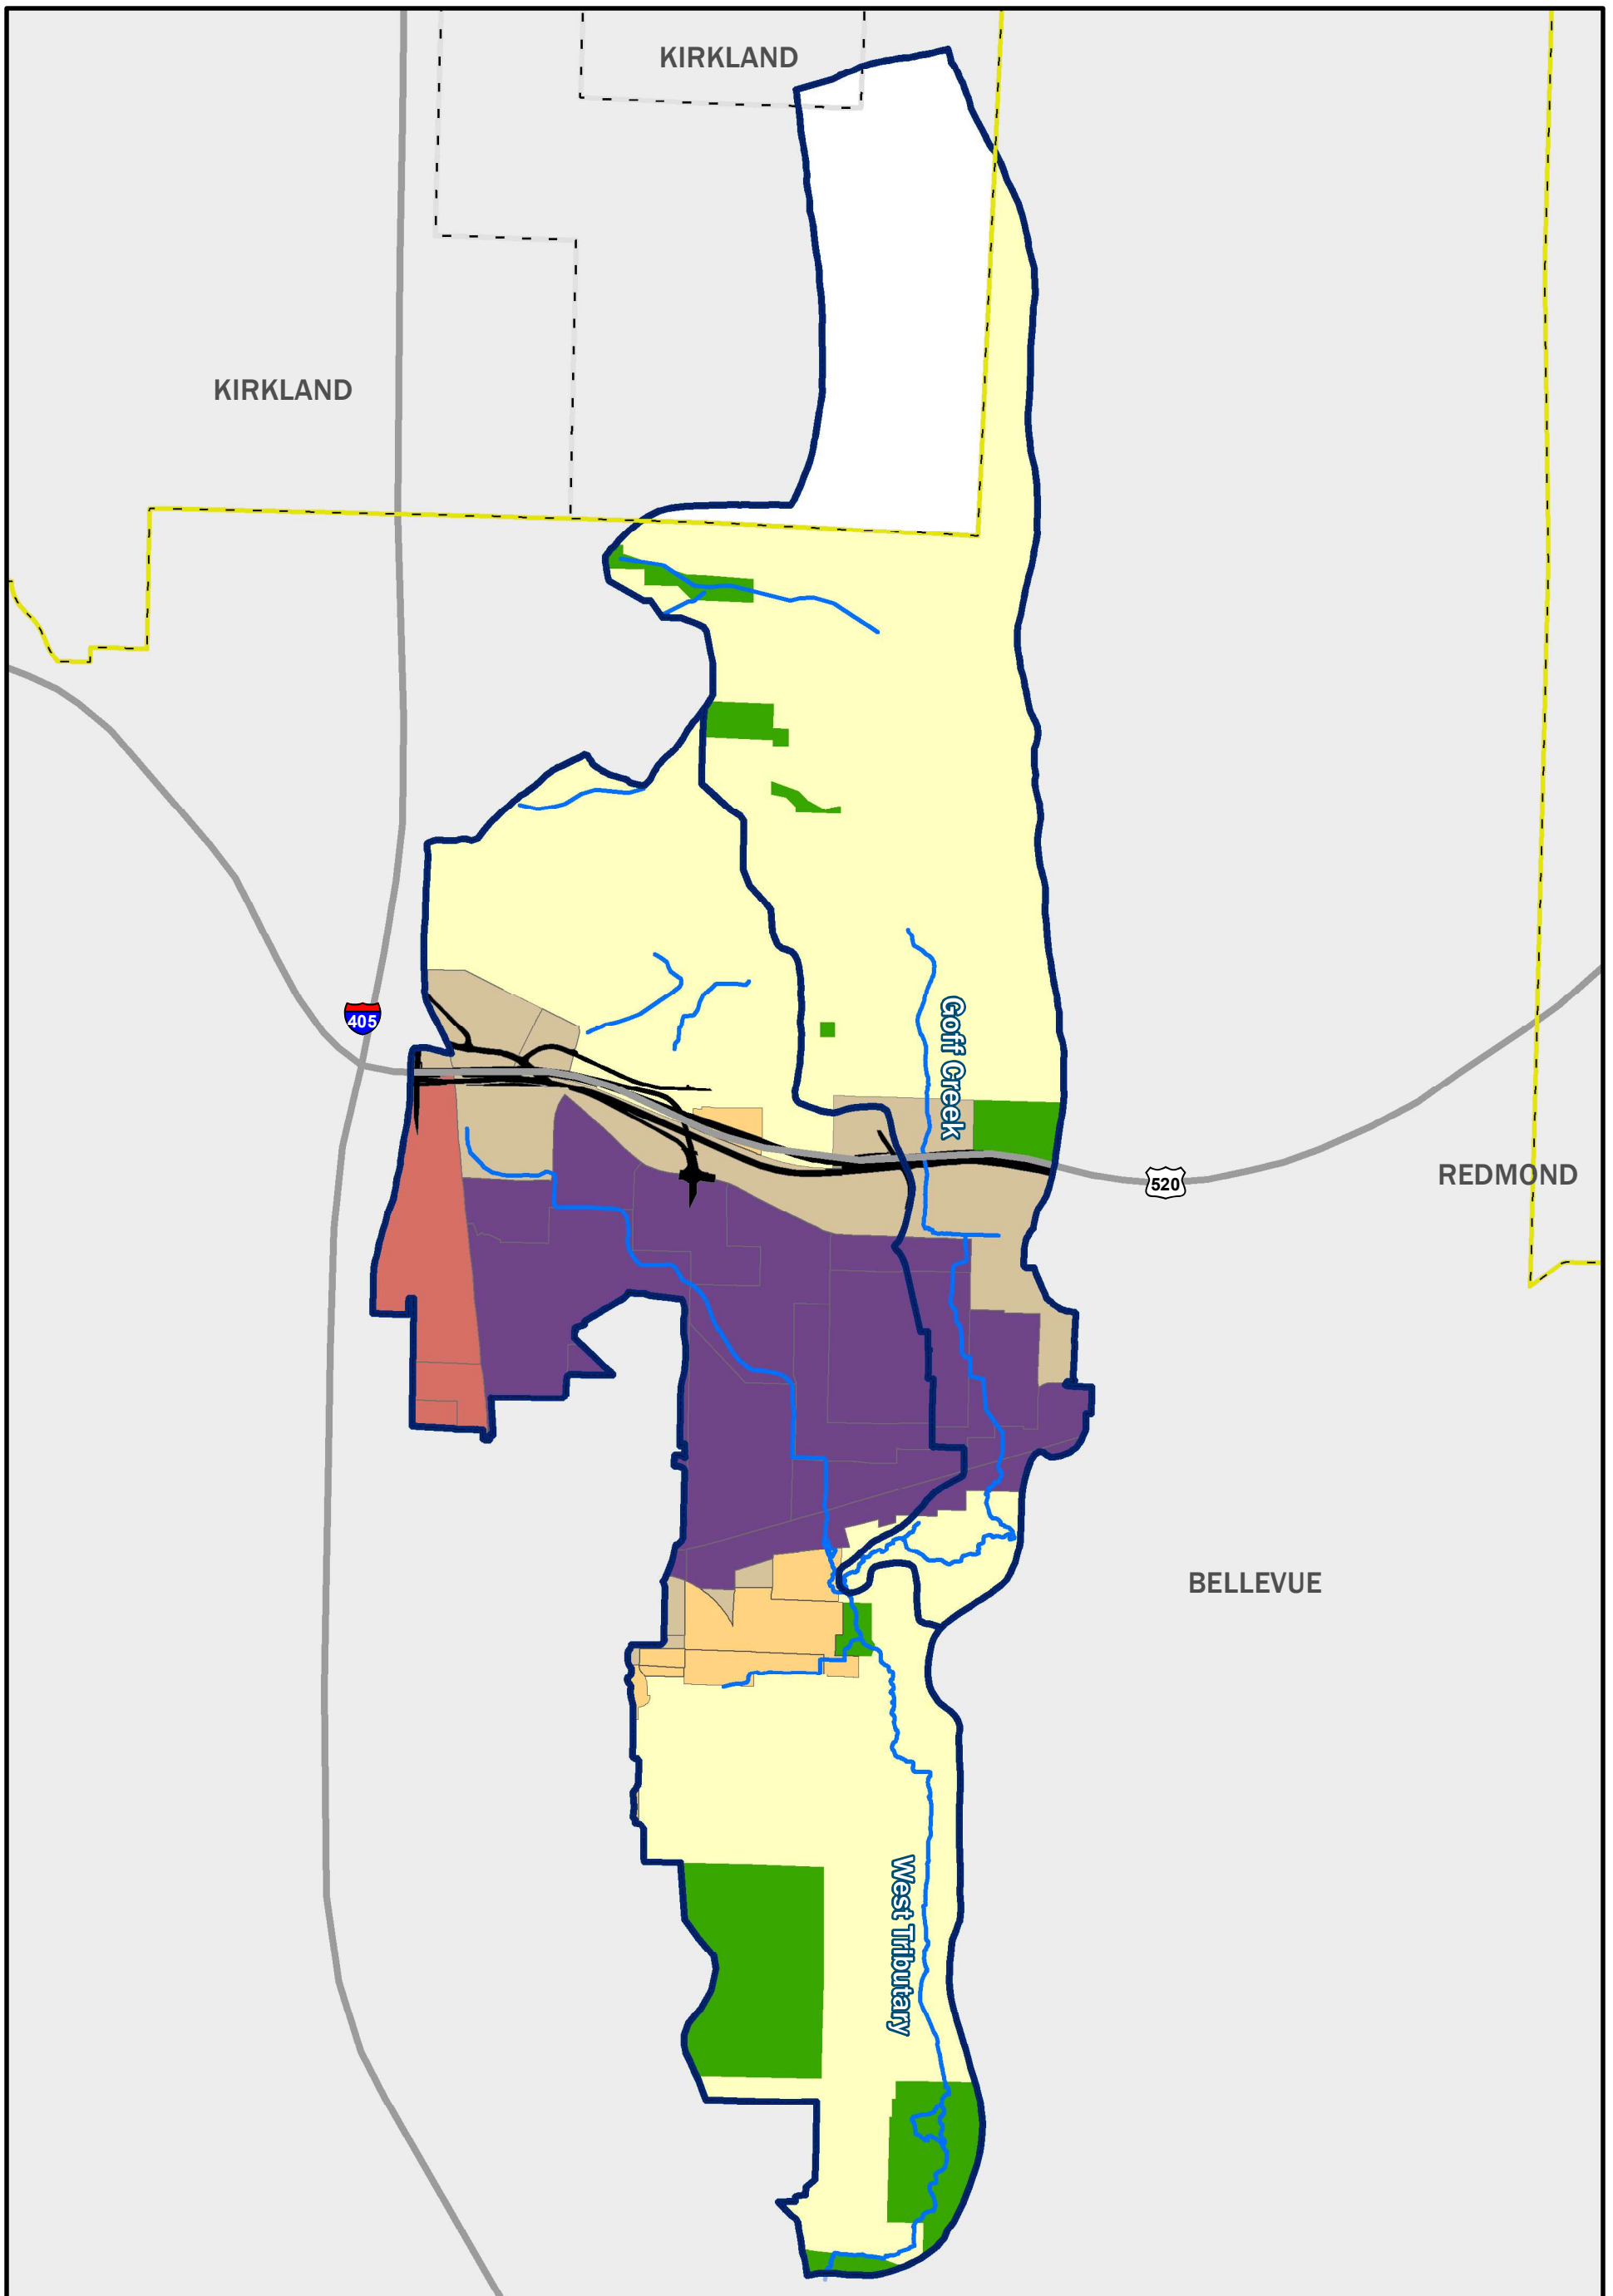 KIRKLAND
KIRKLAND
Goff Creek
405
520
REDMOND
BELLEVUE
West Tributary